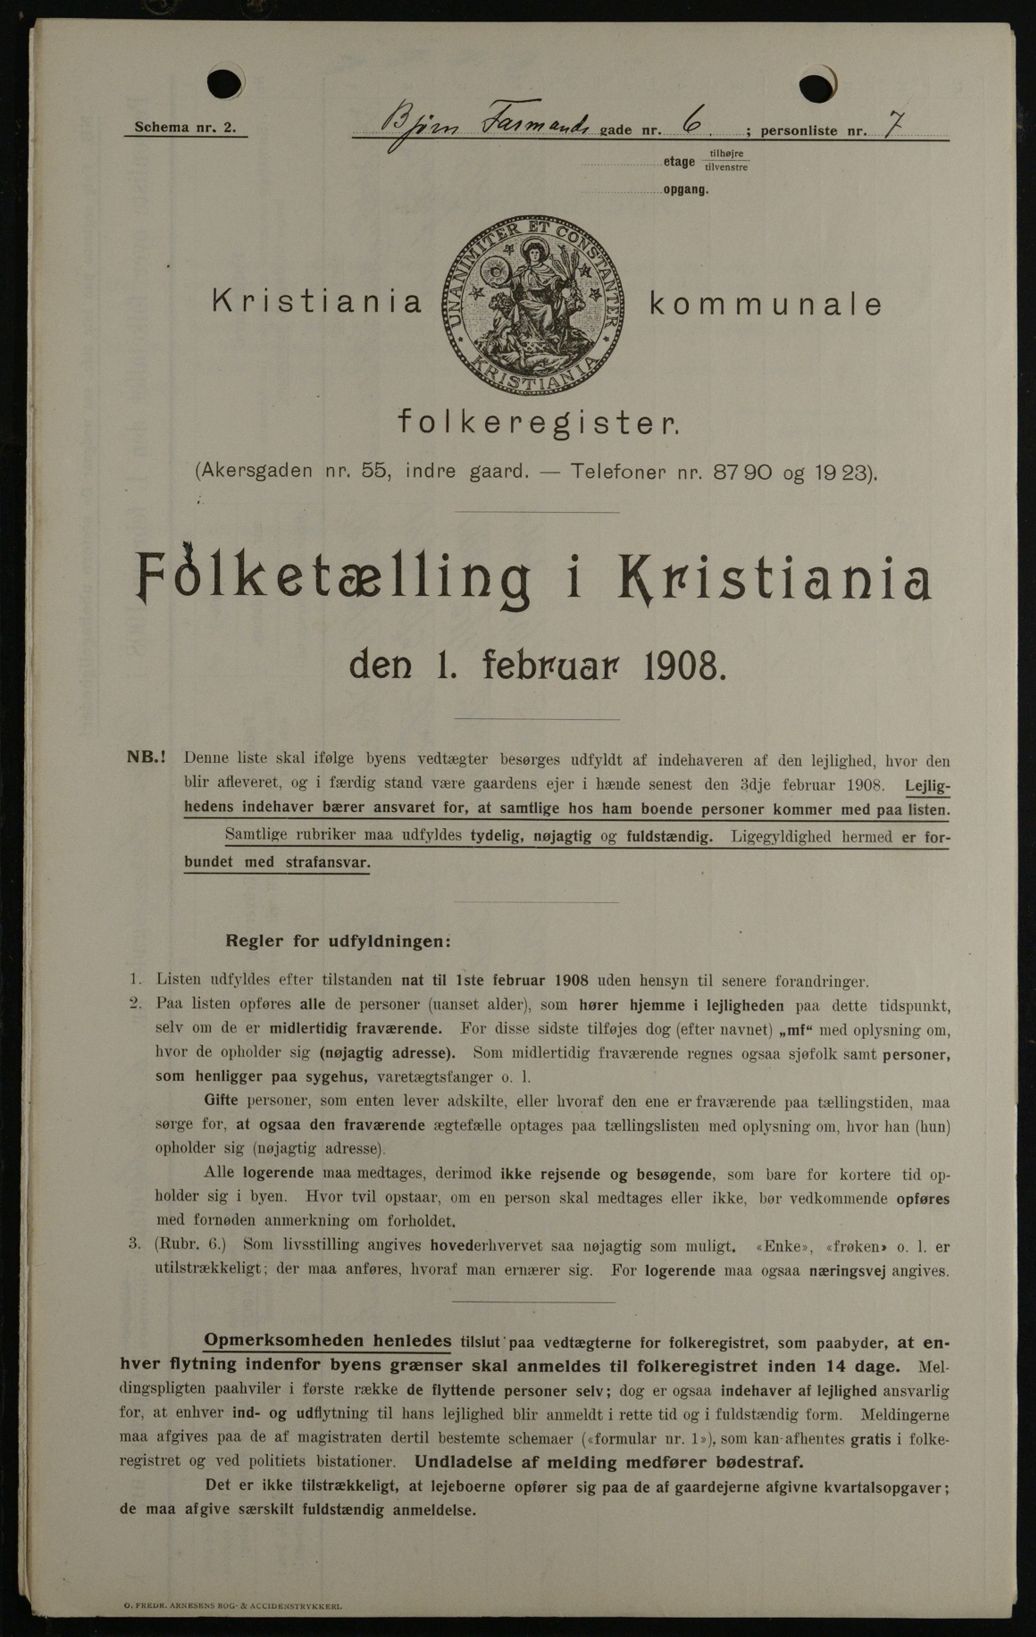 Schema nr. 2.
Bjørn Farmands gade nr. 6 ; personliste nr. 7
etage tilhøjre
tilvenstre
opgang.
UNANIMITER ET CONSTANTER
KRISTIANIA
Kristiania kommunale
folkeregister.
(Akersgaden nr. 55, indre gaard. — Telefoner nr. 87 90 og 19 23).
Folketælling i Kristiania
den 1. februar 1908.
NB.! Denne liste skal ifølge byens vedtægter besørges udfyldt af indehaveren af den lejlighed, hvor den
blir afleveret, og i færdig stand være gaardens ejer i hænde senest den 3dje februar 1908. Lejlig-
hedens indehaver bærer ansvaret for, at samtlige hos ham boende personer kommer med paa listen.
Samtlige rubriker maa udfyldes tydelig, nøjagtig og fuldstændig. Ligegyldighed hermed er for-
bundet med strafansvar.
Regler for udfyldningen:
1. Listen udfyldes efter tilstanden nat til 1ste februar 1908 uden hensyn til senere forandringer.
2. Paa listen opføres alle de personer (uanset alder), som hører hjemme i lejligheden paa dette tidspunkt,
selv om de er midlertidig fraværende. For disse sidste tilføjes dog (efter navnet) „mf“ med oplysning om,
hvor de opholder sig (nøjagtig adresse). Som midlertidig fraværende regnes ogsaa sjøfolk samt personer,
som henligger paa sygehus, varetægtsfanger o. l.
Gifte personer, som enten lever adskilte, eller hvoraf den ene er fraværende paa tællingstiden, maa
sørge for, at ogsaa den fraværende ægtefælle optages paa tællingslisten med oplysning om, hvor han (hun)
opholder sig (nøjagtig adresse).
Alle logerende maa medtages, derimod ikke rejsende og besøgende, som bare for kortere tid op-
holder sig i byen. Hvor tvil opstaar, om en person skal medtages eller ikke, bør vedkommende opføres
med fornøden anmerkning om forholdet.
3. (Rubr. 6.) Som livsstilling angives hovederhvervet saa nøjagtig som muligt. «Enke», «frøken» o. l. er
utilstrækkeligt; der maa anføres, hvoraf man ernærer sig. For logerende maa ogsaa næringsvej angives.
Opmerksomheden henledes tilslut paa vedtægterne for folkeregistret, som paabyder, at en-
hver flytning indenfor byens grænser skal anmeldes til folkeregistret inden 14 dage. Mel-
dingspligten paahviler i første række de flyttende personer selv; dog er ogsaa indehaver af lejlighed ansvarlig
for, at enhver ind- og udflytning til hans lejlighed blir anmeldt i rette tid og i fuldstændig form. Meldingerne
maa afgives paa de af magistraten dertil bestemte schemaer («formular nr. 1»), som kan afhentes gratis i folke-
registret og ved politiets bistationer. Undladelse af melding medfører bødestraf.
Det er ikke tilstrækkeligt, at lejeboerne opfører sig paa de af gaardejerne afgivne kvartalsopgaver;
de maa afgive særskilt fuldstændig anmeldelse.
O. FREDR. ARNESENS BOG- & ACCIDENSTRYKKERI.